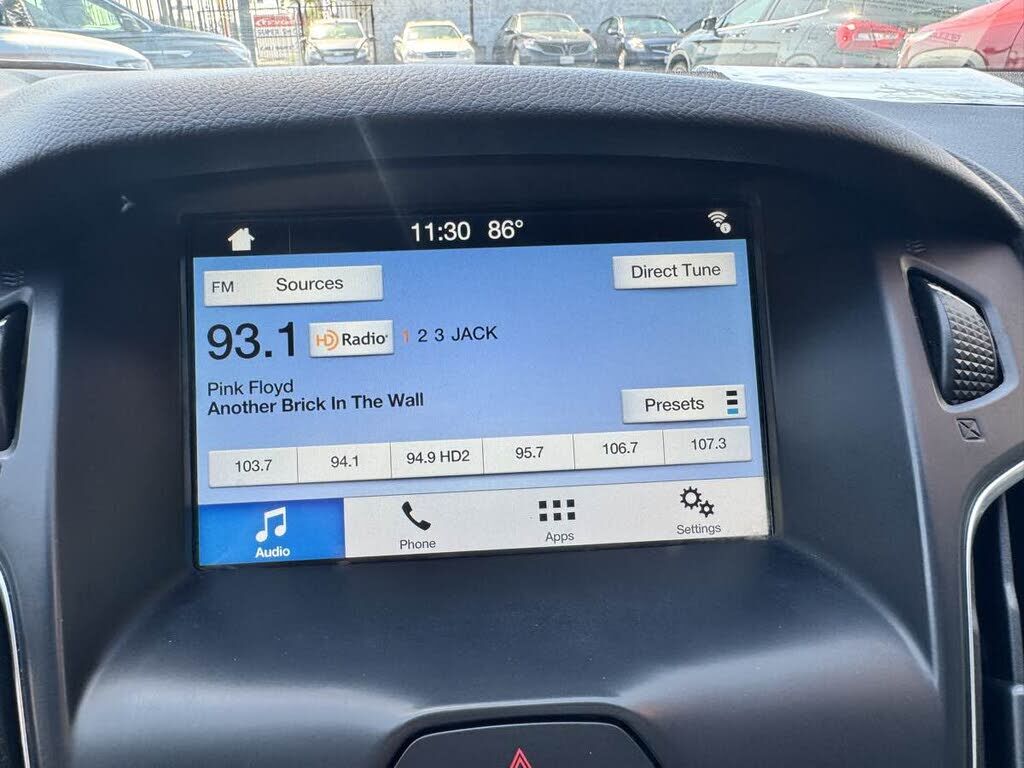 11:30 86°
FM Sources
Direct Tune
93.1 HD Radio 1 2 3 JACK
Pink Floyd
Another Brick In The Wall
Presets
103.7 94.1 94.9 HD2 95.7 106.7 107.3
Audio Phone Apps Settings